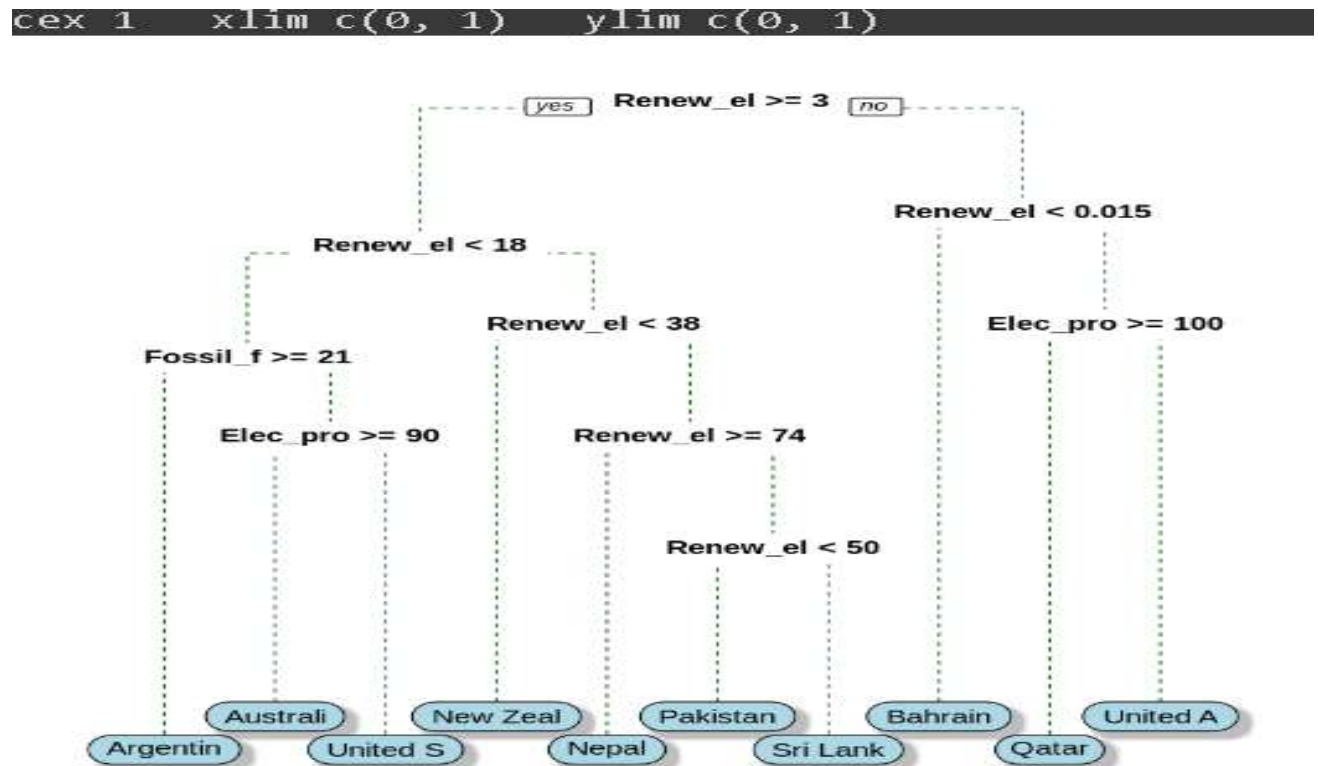 cex 1 xlim c(0, 1) ylim c(0, 1)
yes Renew_el >= 3 no
Renew_el < 0.015
Renew_el < 18
Renew_el < 38 Elec_pro >= 100
Fossil_f >= 21
Elec_pro >= 90 Renew_el >= 74
Renew_el < 50
Australi New Zeal Pakistan Bahrain United A
Argentin United S Nepal Sri Lank Qatar